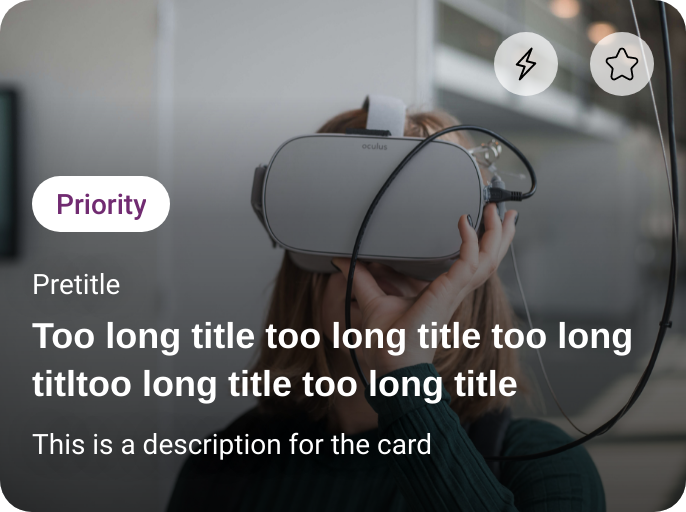 oculus
Priority
Pretitle
Too long title too long title too long
titltoo long title too long title
This is a description for the card